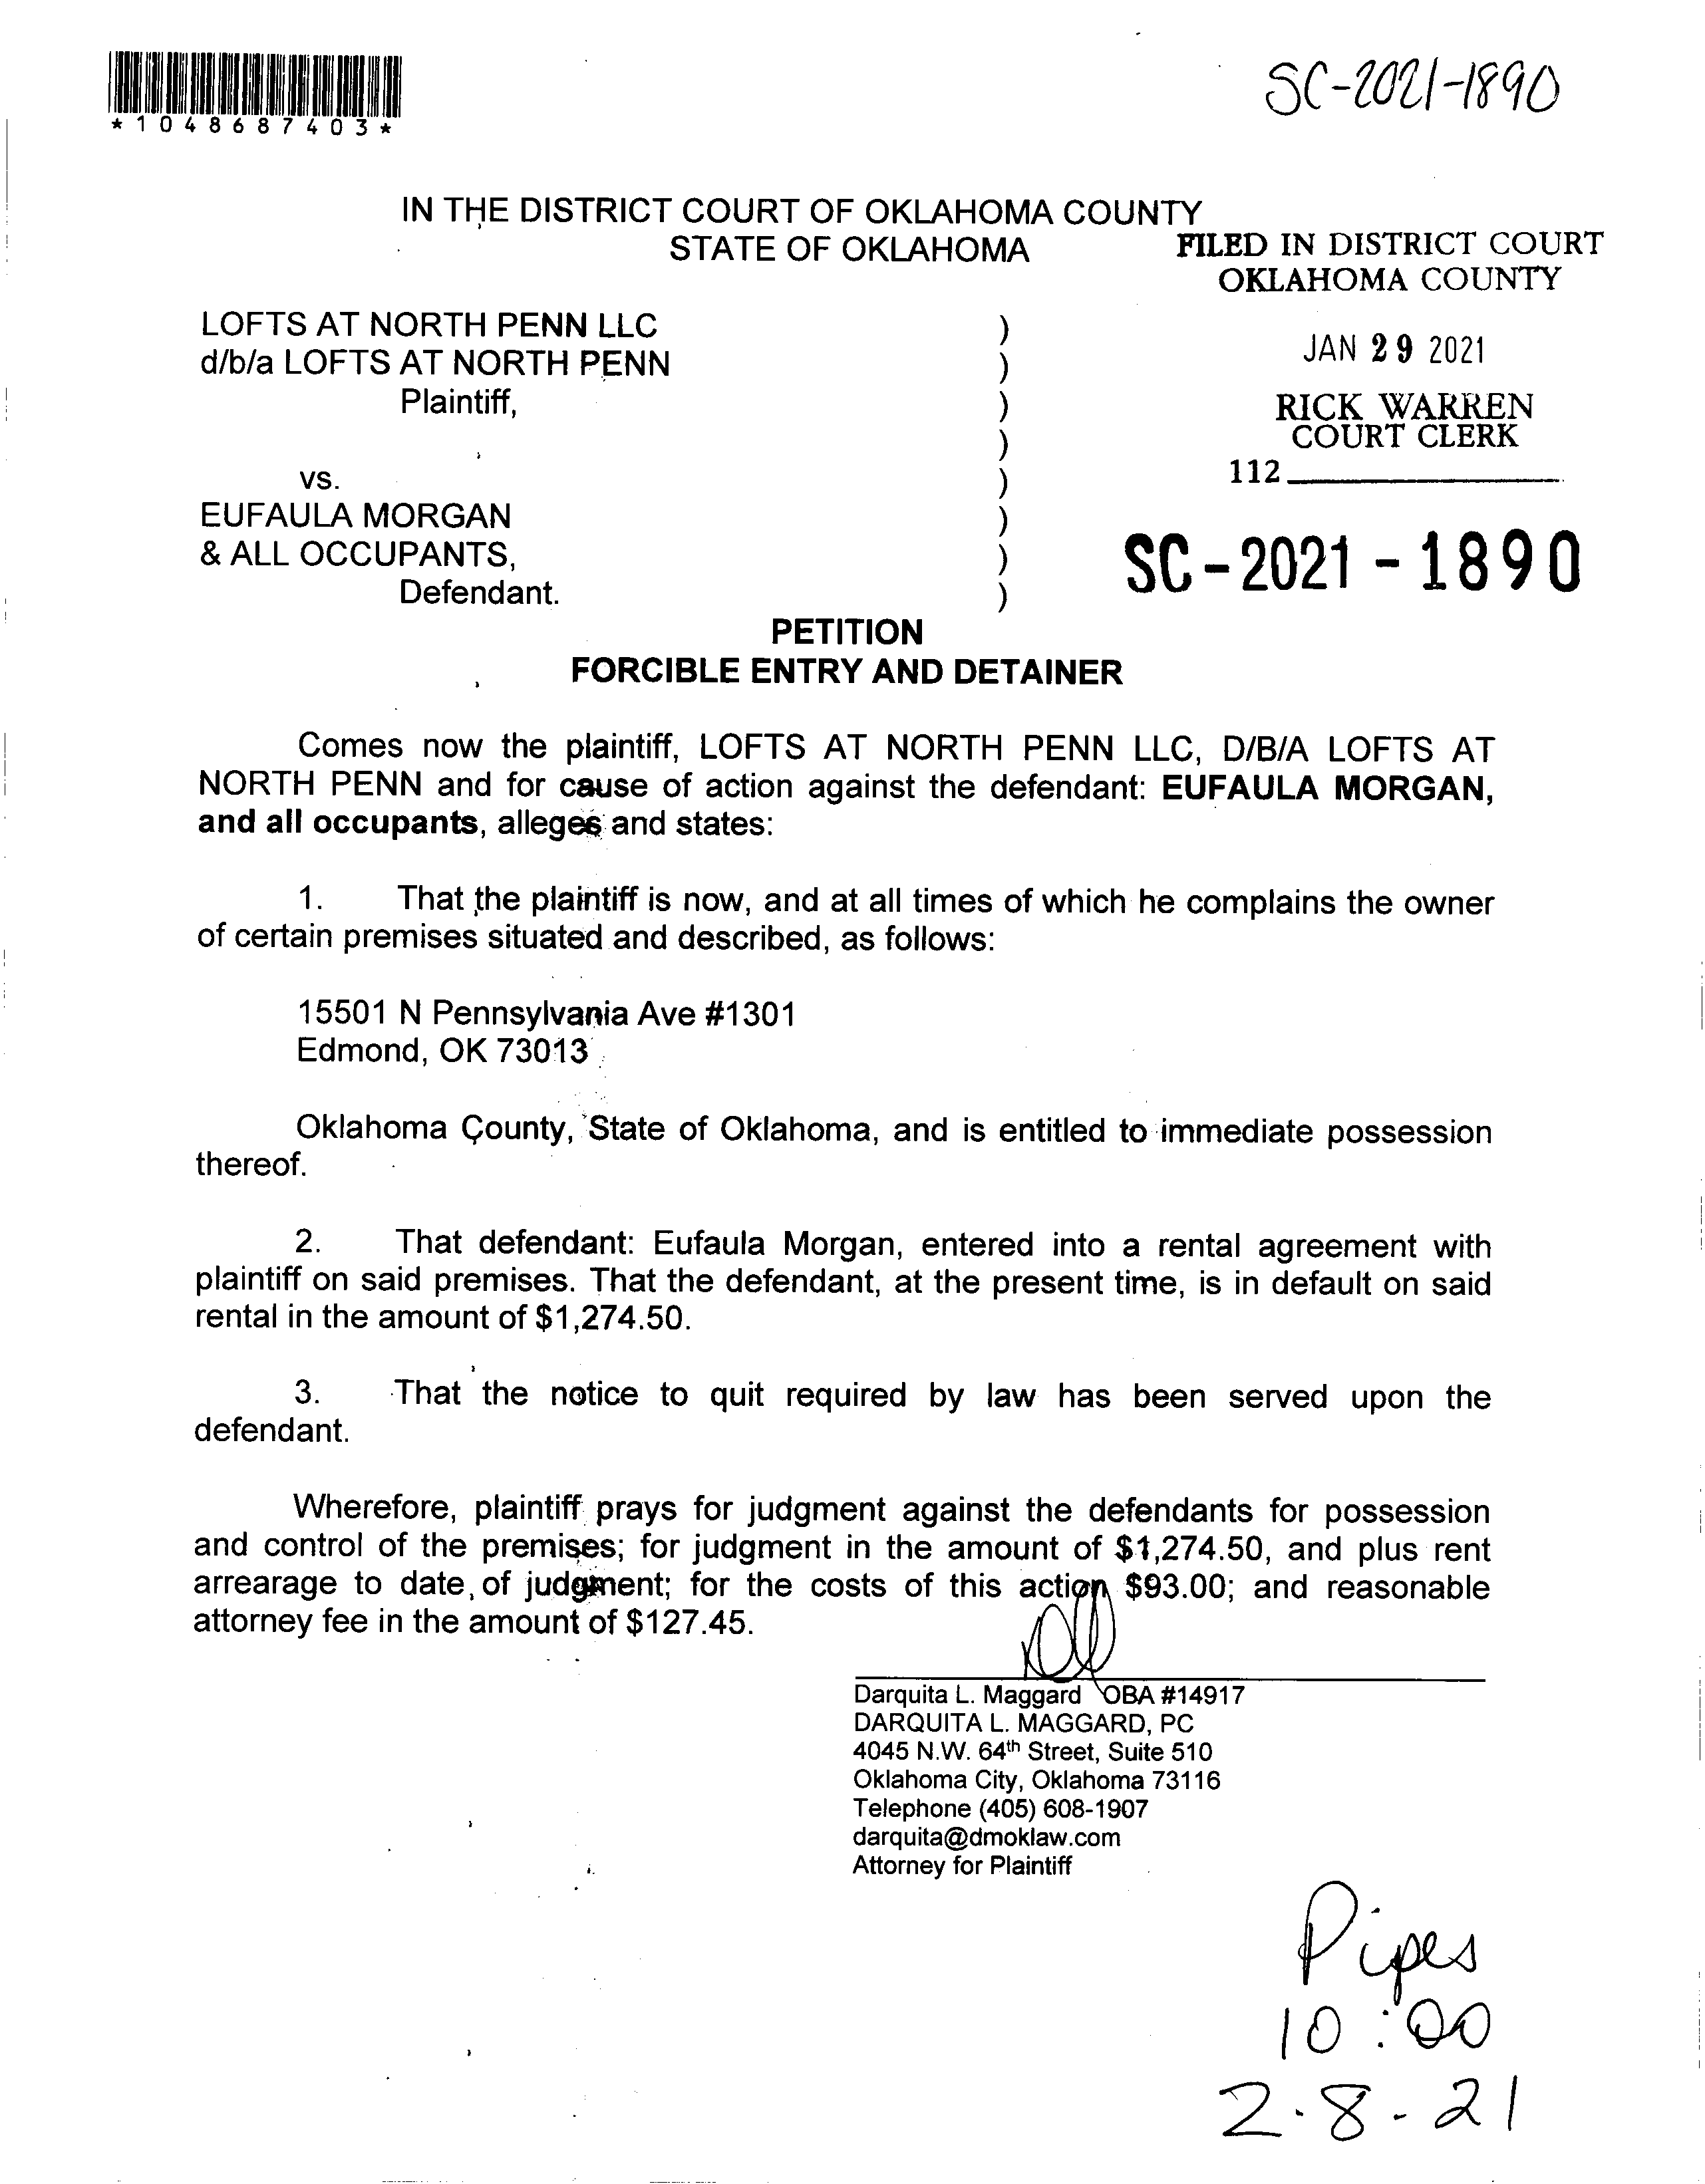 SC-2021-1890
*1048687403*
IN THE DISTRICT COURT OF OKLAHOMA COUNTY
STATE OF OKLAHOMA
FILED IN DISTRICT COURT
OKLAHOMA COUNTY
JAN 29 2021
RICK WARREN
COURT CLERK
112
SC-2021-1890
LOFTS AT NORTH PENN LLC )
d/b/a LOFTS AT NORTH PENN )
Plaintiff, )
)
vs. )
EUFAULA MORGAN )
& ALL OCCUPANTS, )
Defendant. )
PETITION
FORCIBLE ENTRY AND DETAINER
Comes now the plaintiff, LOFTS AT NORTH PENN LLC, D/B/A LOFTS AT
NORTH PENN and for cause of action against the defendant: EUFAULA MORGAN,
and all occupants, alleges and states:
1. That the plaintiff is now, and at all times of which he complains the owner
of certain premises situated and described, as follows:
15501 N Pennsylvania Ave #1301
Edmond, OK 73013
Oklahoma County, State of Oklahoma, and is entitled to immediate possession
thereof.
2. That defendant: Eufaula Morgan, entered into a rental agreement with
plaintiff on said premises. That the defendant, at the present time, is in default on said
rental in the amount of $1,274.50.
3. That the notice to quit required by law has been served upon the
defendant.
Wherefore, plaintiff prays for judgment against the defendants for possession
and control of the premises; for judgment in the amount of $1,274.50, and plus rent
arrearage to date of judgment; for the costs of this action $93.00; and reasonable
attorney fee in the amount of $127.45.
Darquita L. Maggard OBA #14917
DARQUITA L. MAGGARD, PC
4045 N.W. 64th Street, Suite 510
Oklahoma City, Oklahoma 73116
Telephone (405) 608-1907
darquita@dmoklaw.com
Attorney for Plaintiff
Pipes
10:00
2-8-21